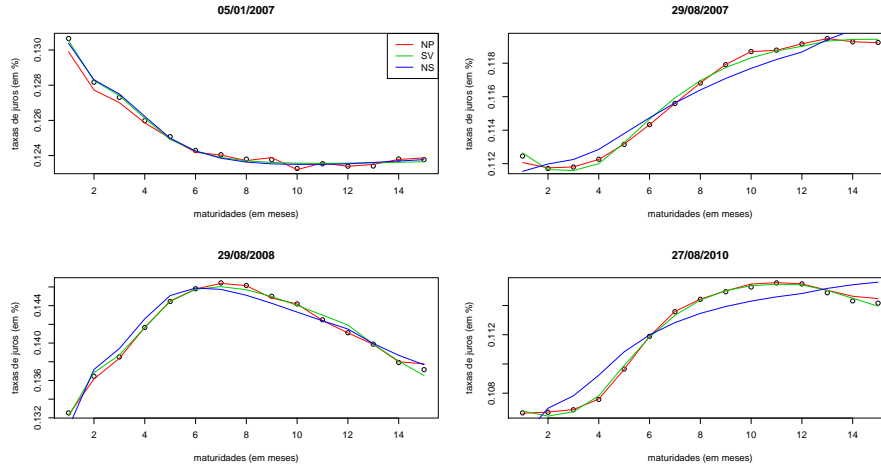 05/01/2007
taxas de juros (em %)
0.130
0.128
0.126
0.124
2 4 6 8 10 12 14
maturidades (em meses)
NP
SV
NS
29/08/2007
taxas de juros (em %)
0.118
0.116
0.114
0.112
2 4 6 8 10 12 14
maturidades (em meses)
29/08/2008
taxas de juros (em %)
0.144
0.140
0.136
0.132
2 4 6 8 10 12 14
maturidades (em meses)
27/08/2010
taxas de juros (em %)
0.112
0.108
2 4 6 8 10 12 14
maturidades (em meses)